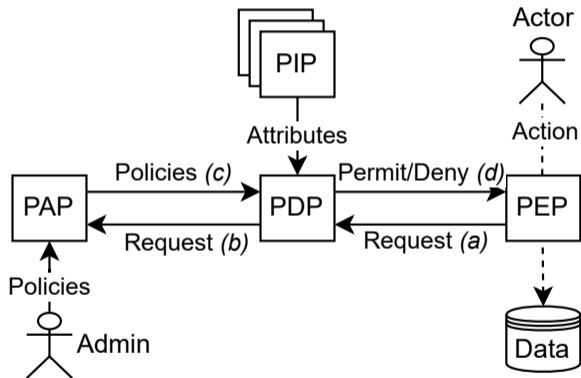 Actor
PIP
Attributes
Action
Policies (c)
Permit/Deny (d)
PAP
PDP
PEP
Request (b)
Request (a)
Policies
Admin
Data